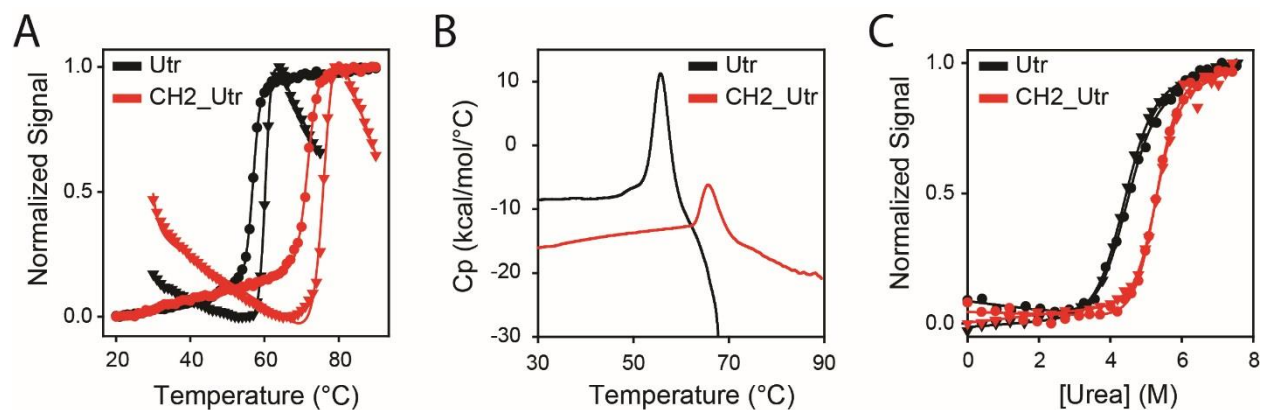 A
Normalized Signal
1.0
0.5
0.0
Utr
CH2_Utr
20
40
60
80
Temperature (°C)
B
Cp (kcal/mol/°C)
10
0
-10
-20
-30
Utr
CH2_Utr
30
50
70
90
Temperature (°C)
C
Normalized Signal
1.0
0.5
0.0
Utr
CH2_Utr
0
2
4
6
8
[Urea] (M)